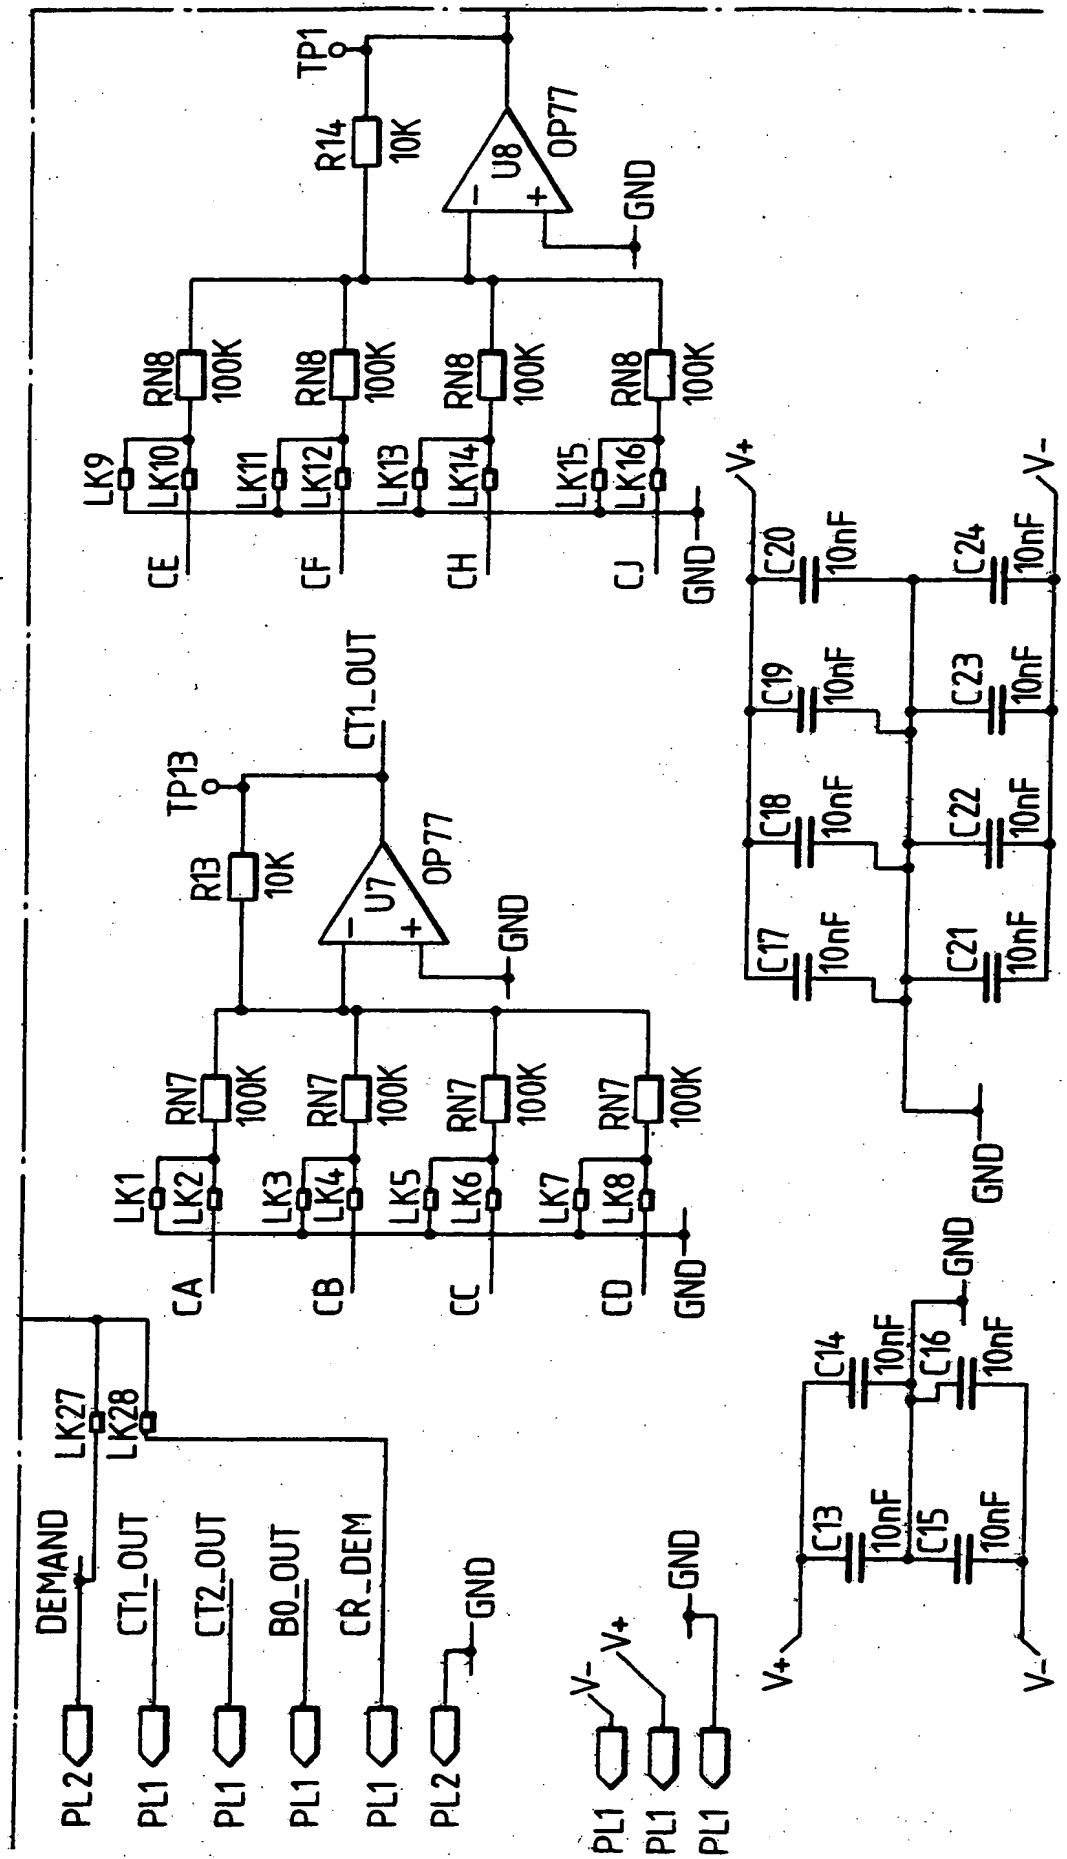 DEMAND
PL2
LK27
LK28
CT1_OUT
PL1
CT2_OUT
PL1
B0_OUT
PL1
CR_DEM
PL1
PL2
GND
V-
PL1
V+
PL1
GND
PL1
LK1
LK2
CA
RN7
100K
LK3
LK4
CB
RN7
100K
LK5
LK6
CC
RN7
100K
LK7
LK8
CD
RN7
100K
GND
R13
10K
TP13
U7
-
+
OP77
GND
CT1_OUT
LK9
LK10
CE
RN8
100K
LK11
LK12
CF
RN8
100K
LK13
LK14
CH
RN8
100K
LK15
LK16
CJ
RN8
100K
GND
R14
10K
TP1
U8
-
+
OP77
GND
V+
C13
10nF
C14
10nF
GND
C15
10nF
C16
10nF
V-
C17
10nF
C18
10nF
C19
10nF
C20
10nF
V+
C21
10nF
C22
10nF
C23
10nF
C24
10nF
V-
GND